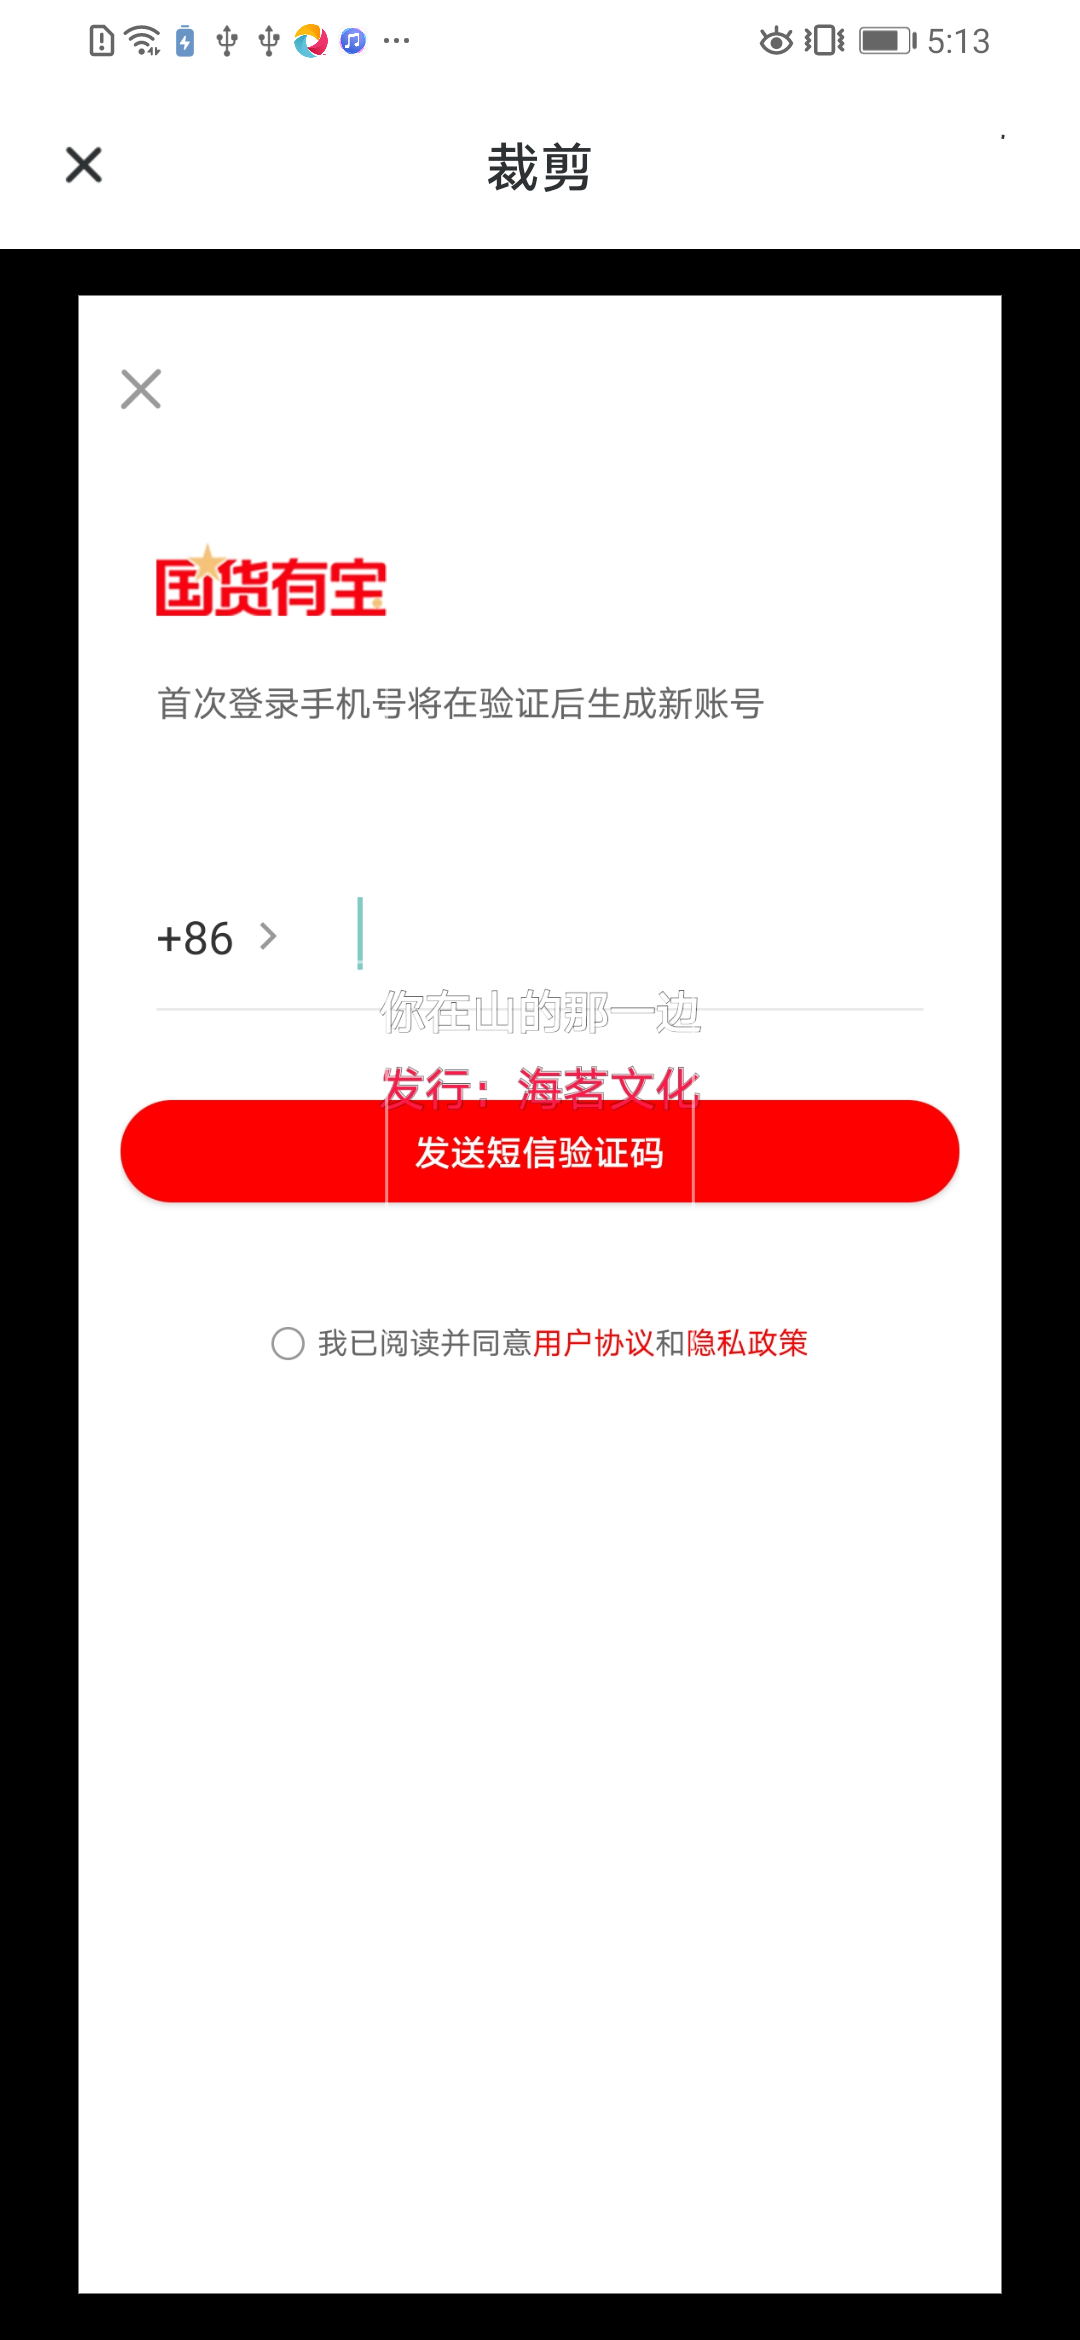 5:13
裁剪
国货有宝
首次登录手机号将在验证后生成新账号
+86
你在山的那一边
发行：海茗文化
发送短信验证码
我已阅读并同意用户协议和隐私政策